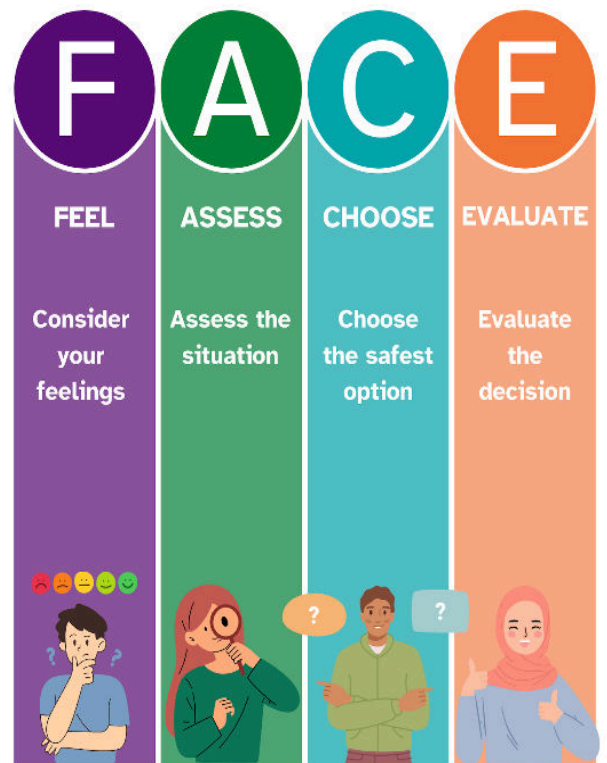 F
A
C
E
FEEL
ASSESS
CHOOSE
EVALUATE
Consider
your
feelings
Assess the
situation
Choose
the safest
option
Evaluate
the
decision
?
?
?
?